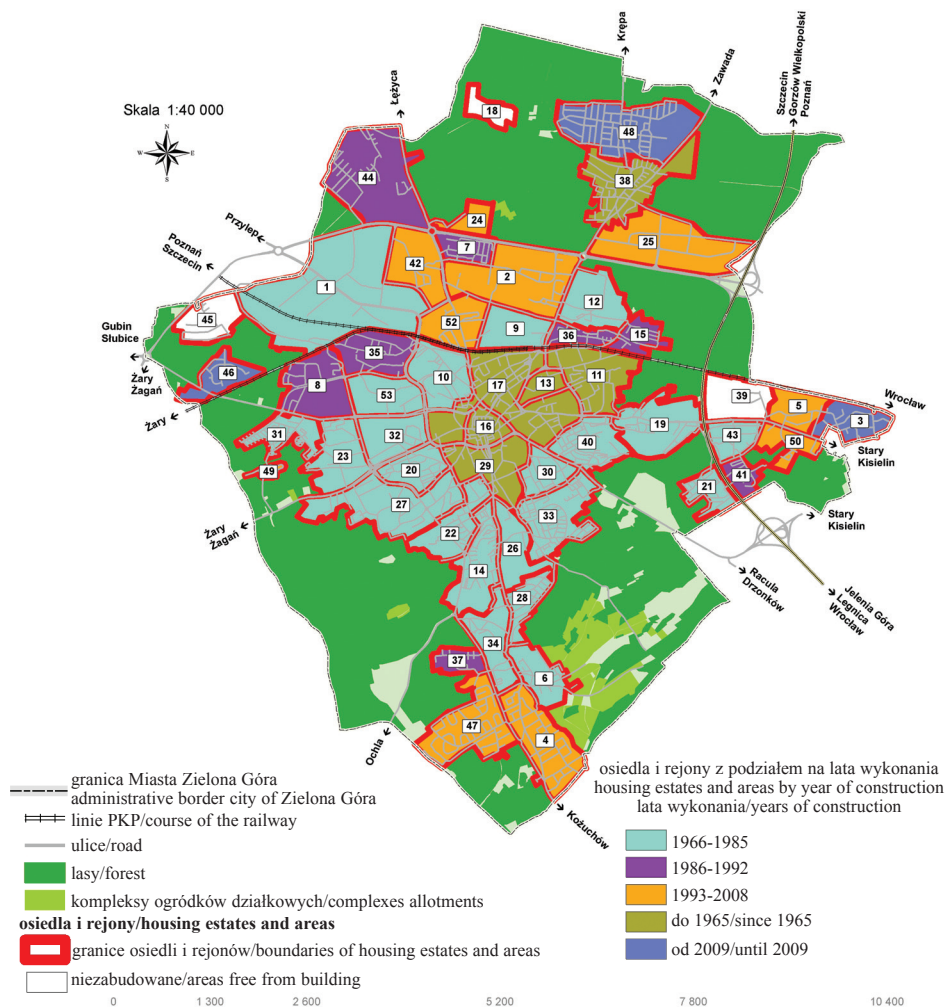 Krępa
Zawada
Szczecin
Gorzów Wielkopolski
Poznań
Łężyca
Skala 1:40 000
N
W
E
S
18
48
44
38
Przylep
24
25
Poznań
Szczecin
7
42
2
1
12
45
52
9
36
15
Gubin
Słubice
35
46
10
17
13
11
Żary
Żagań
8
53
39
5
Wrocław
Żary
3
16
19
31
32
40
43
50
23
Stary
Kisielin
29
49
20
30
41
21
27
33
Stary
Kisielin
Żary
Żagań
22
26
14
Racula
Drzonków
28
Jelenia Góra
Legnica
Wrocław
34
37
6
47
4
Ochla
Kożuchów
granica Miasta Zielona Góra
administrative border city of Zielona Góra
linie PKP/course of the railway
ulice/road
lasy/forest
kompleksy ogródków działkowych/complexes allotments
osiedla i rejony/housing estates and areas
granice osiedli i rejonów/boundaries of housing estates and areas
niezabudowane/areas free from building
osiedla i rejony z podziałem na lata wykonania
housing estates and areas by year of construction
lata wykonania/years of construction
1966-1985
1986-1992
1993-2008
do 1965/since 1965
od 2009/until 2009
0 1 300 2 600 5 200 7 800 10 400